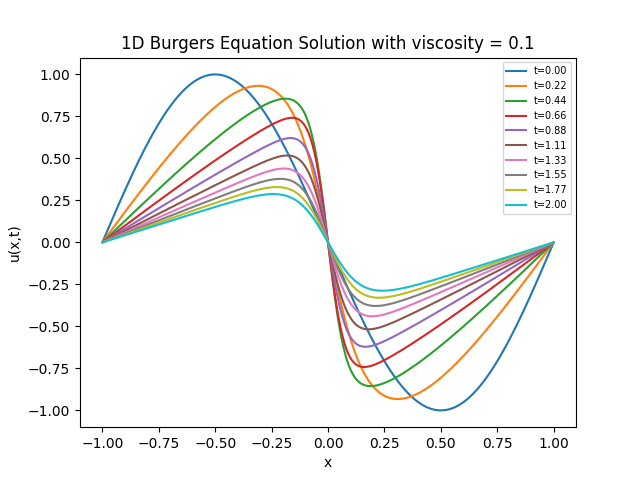 1D Burgers Equation Solution with viscosity = 0.1
1.00
0.75
0.50
0.25
0.00
−0.25
−0.50
−0.75
−1.00
u(x,t)
t=0.00
t=0.22
t=0.44
t=0.66
t=0.88
t=1.11
t=1.33
t=1.55
t=1.77
t=2.00
−1.00 −0.75 −0.50 −0.25 0.00 0.25 0.50 0.75 1.00
x